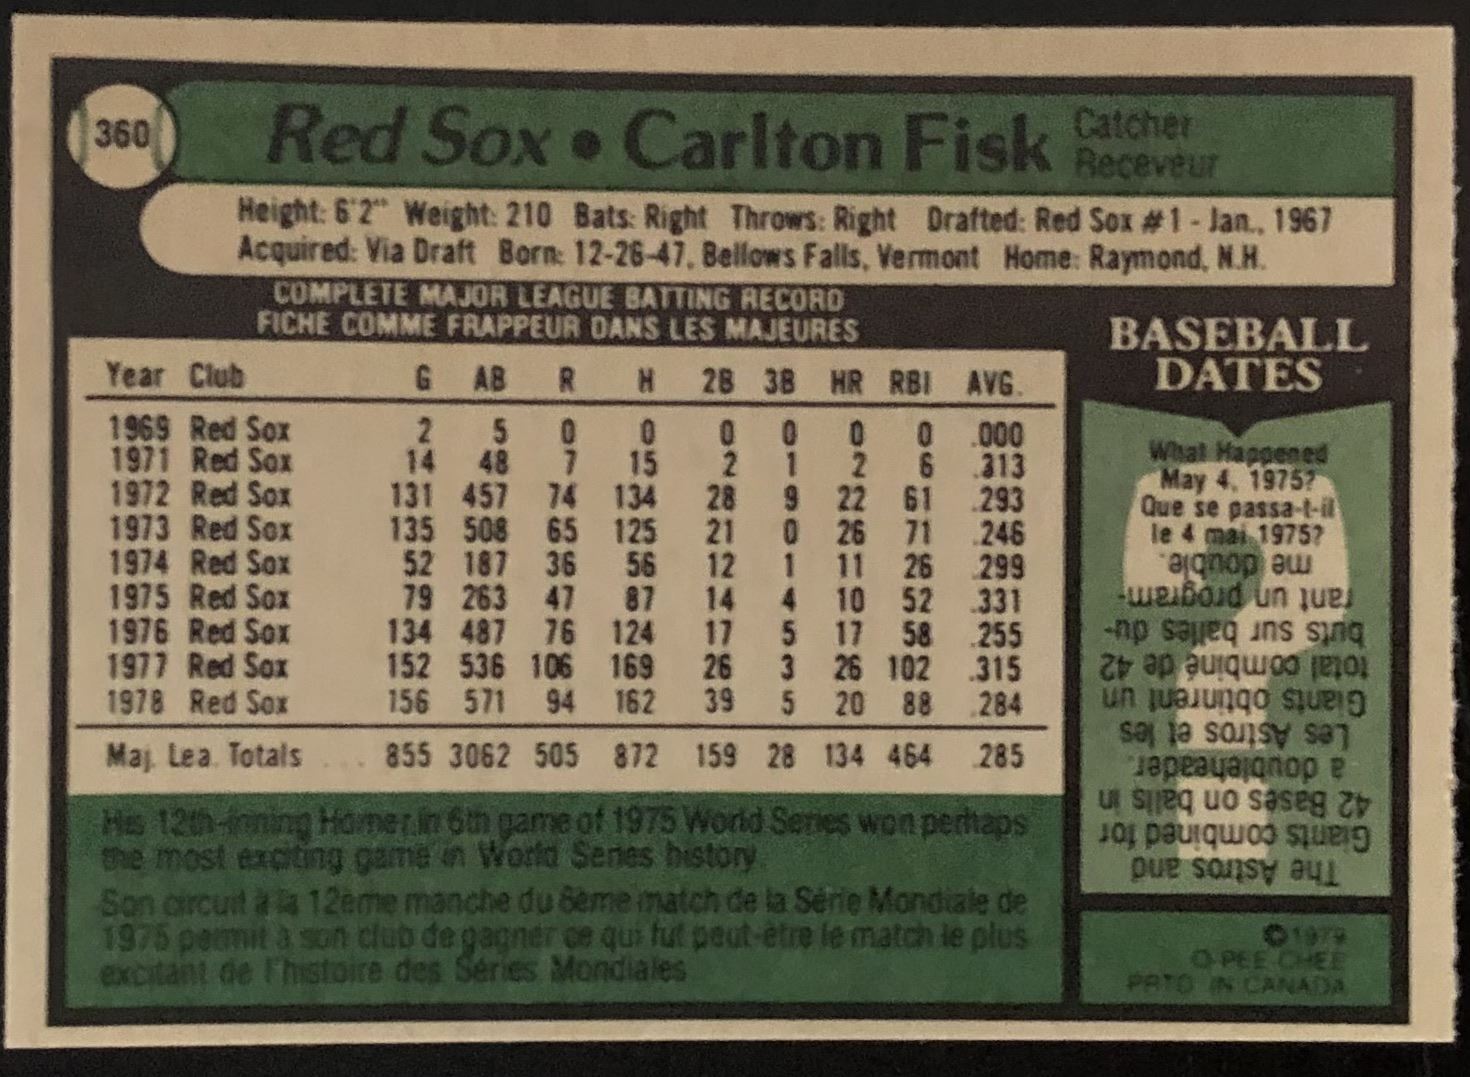 360
Red Sox • Carlton Fisk
Catcher
Receveur
Height: 6'2" Weight: 210 Bats: Right Throws: Right Drafted: Red Sox #1 - Jan., 1967
Acquired: Via Draft Born: 12-26-47, Bellows Falls, Vermont Home: Raymond, N.H.
COMPLETE MAJOR LEAGUE BATTING RECORD
FICHE COMME FRAPPEUR DANS LES MAJEURES
Year Club G AB R H 2B 3B HR RBI AVG.
1969 Red Sox 2 5 0 0 0 0 0 0 .000
1971 Red Sox 14 48 7 15 2 1 2 6 .313
1972 Red Sox 131 457 74 134 28 9 22 61 .293
1973 Red Sox 135 508 65 125 21 0 26 71 .246
1974 Red Sox 52 187 36 56 12 1 11 26 .299
1975 Red Sox 79 263 47 87 14 4 10 52 .331
1976 Red Sox 134 487 76 124 17 5 17 58 .255
1977 Red Sox 152 536 106 169 26 3 26 102 .315
1978 Red Sox 156 571 94 162 39 5 20 88 .284
Maj. Lea. Totals ... 855 3062 505 872 159 28 134 464 .285
His 12th-inning Homer in 6th game of 1975 World Series won perhaps
the most exciting game in World Series history.
Son circuit à la 12ème manche du 6ème match de la Série Mondiale de
1975 permit à son club de gagner ce qui fut peut-être le match le plus
excitant de l'histoire des Séries Mondiales
BASEBALL
DATES
What Happened
May 4, 1975?
Que se passa-t-il
le 4 mai 1975?
The Astros and
Giants combined for
42 Bases on balls in
a doubleheader.
Les Astros et les
Giants obtinrent un
total combiné de 42
buts sur balles du-
rant un program-
me double.
©1979
O-PEE-CHEE
PRTD. IN CANADA